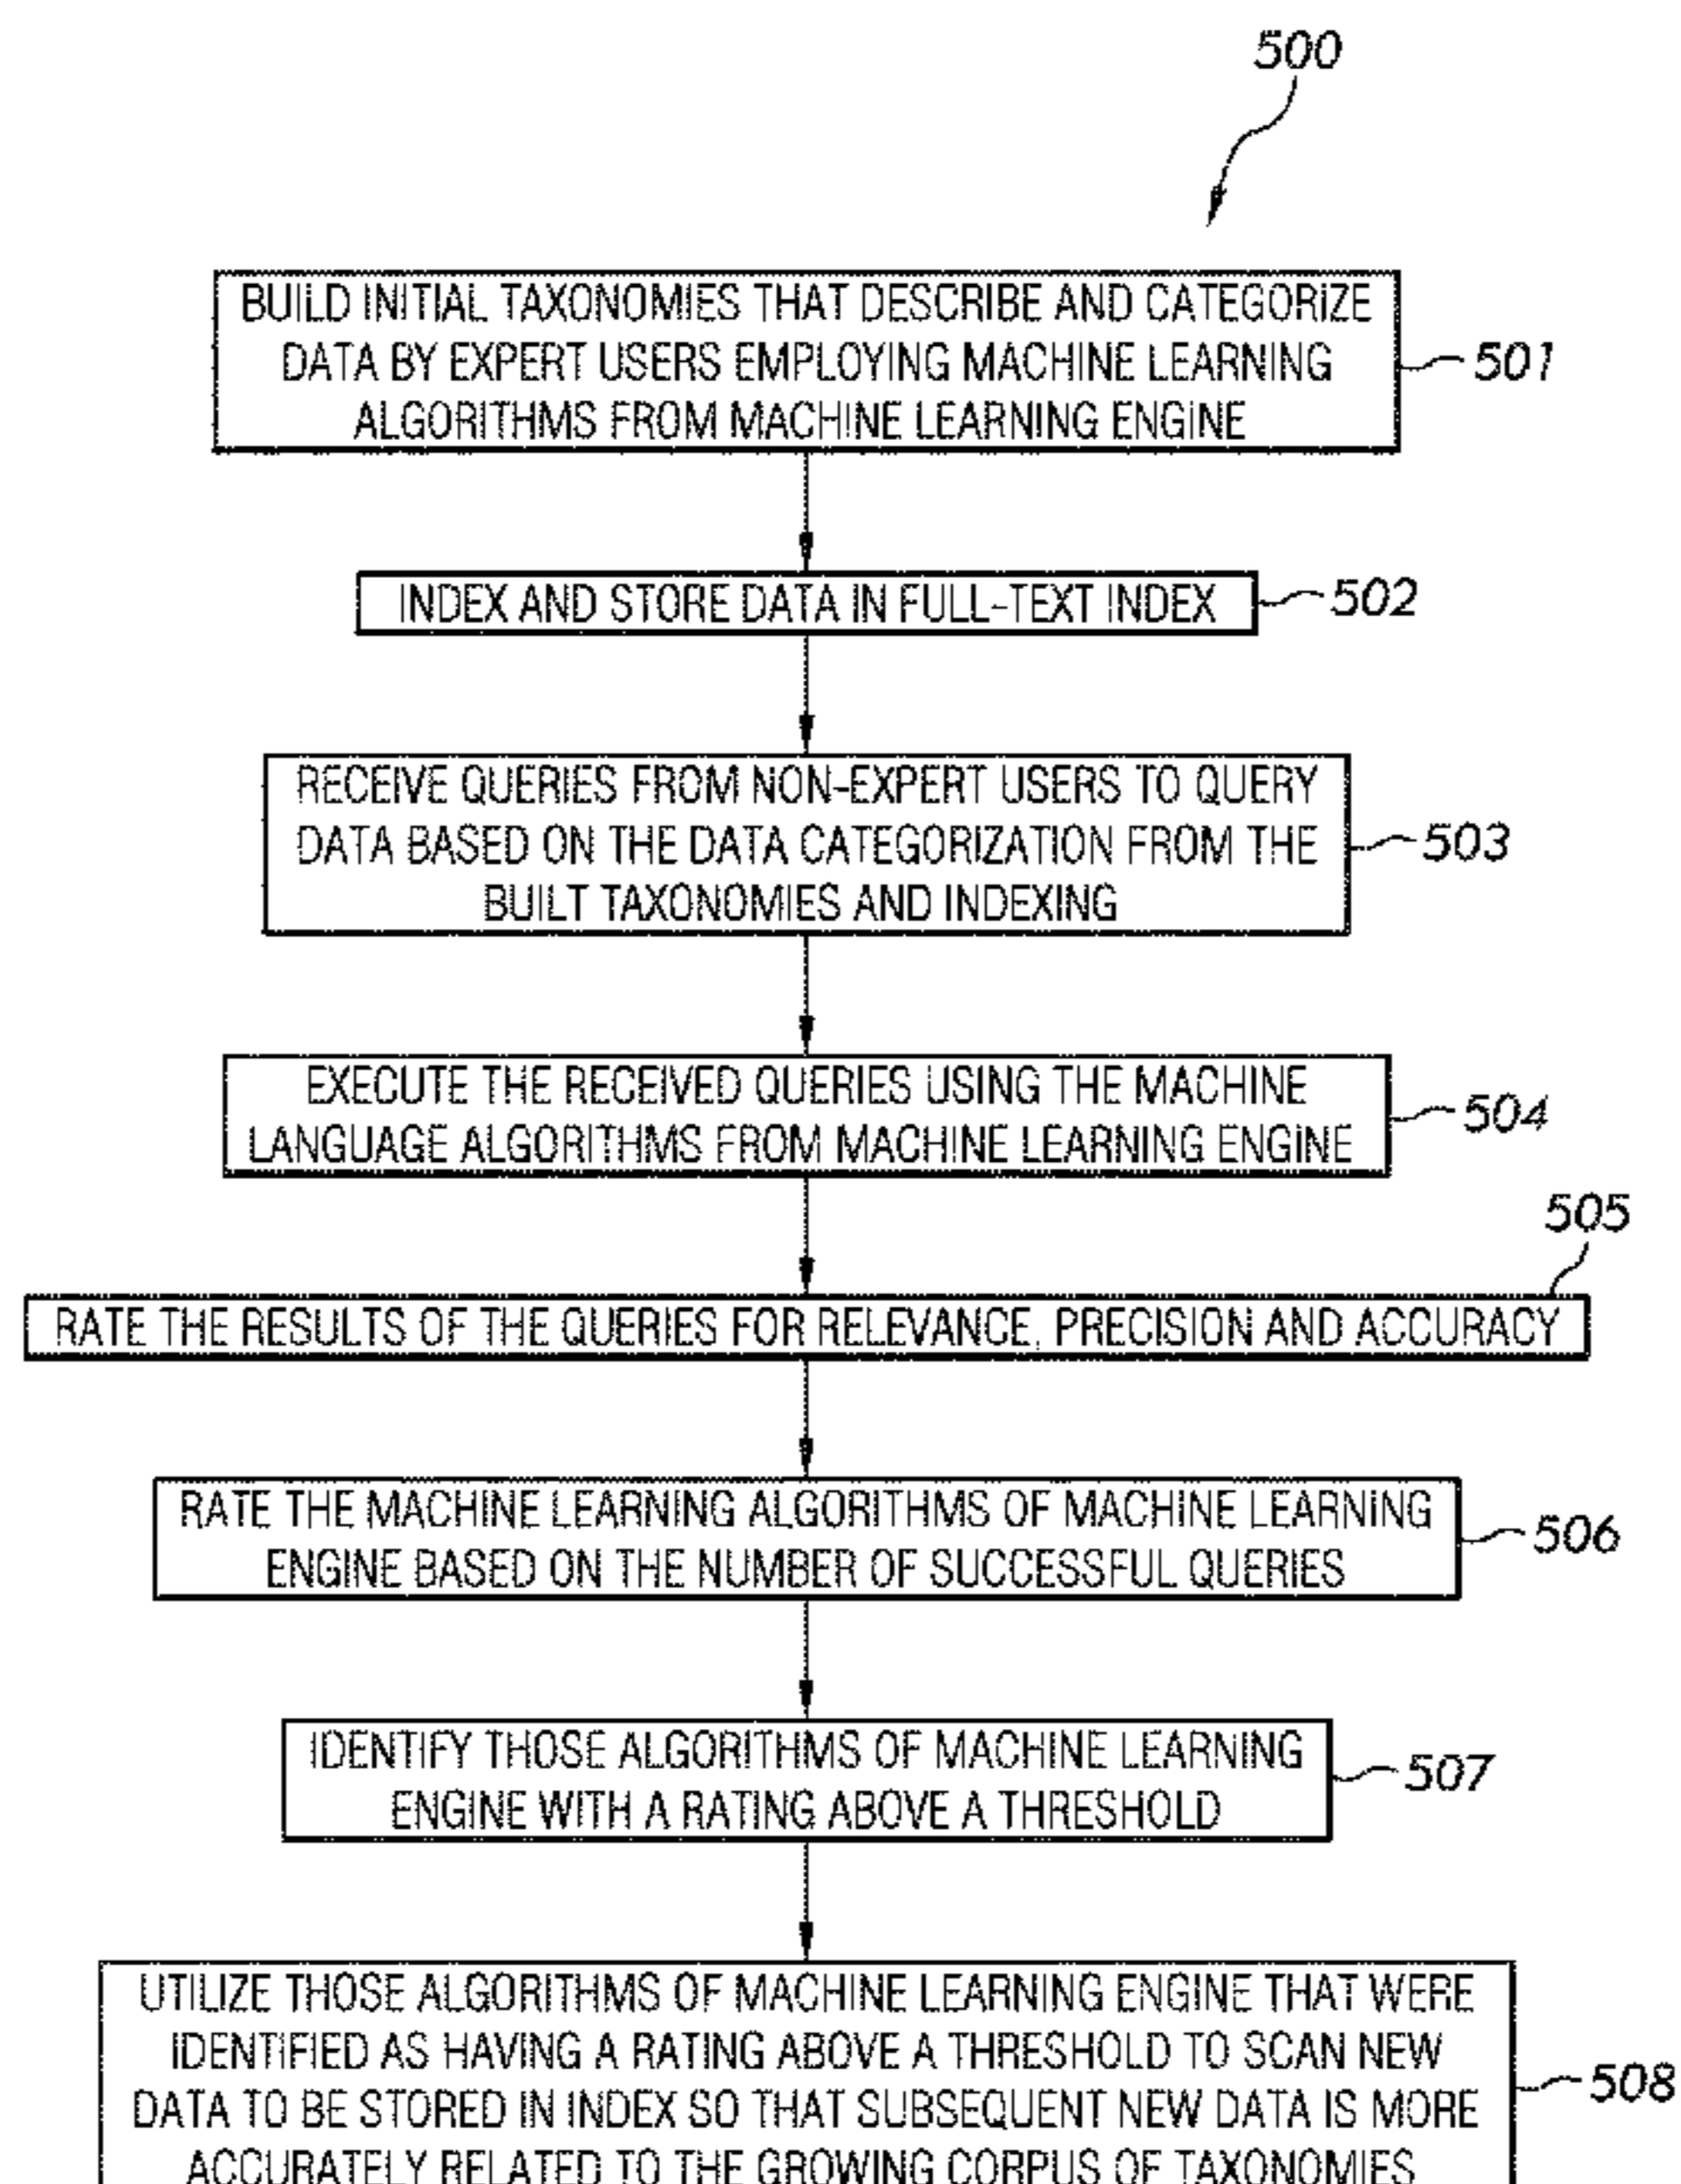 500
BUILD INITIAL TAXONOMIES THAT DESCRIBE AND CATEGORIZE
DATA BY EXPERT USERS EMPLOYING MACHINE LEARNING
ALGORITHMS FROM MACHINE LEARNING ENGINE
501
INDEX AND STORE DATA IN FULL-TEXT INDEX
502
RECEIVE QUERIES FROM NON-EXPERT USERS TO QUERY
DATA BASED ON THE DATA CATEGORIZATION FROM THE
BUILT TAXONOMIES AND INDEXING
503
EXECUTE THE RECEIVED QUERIES USING THE MACHINE
LANGUAGE ALGORITHMS FROM MACHINE LEARNING ENGINE
504
505
RATE THE RESULTS OF THE QUERIES FOR RELEVANCE, PRECISION AND ACCURACY
RATE THE MACHINE LEARNING ALGORITHMS OF MACHINE LEARNING
ENGINE BASED ON THE NUMBER OF SUCCESSFUL QUERIES
506
IDENTIFY THOSE ALGORITHMS OF MACHINE LEARNING
ENGINE WITH A RATING ABOVE A THRESHOLD
507
UTILIZE THOSE ALGORITHMS OF MACHINE LEARNING ENGINE THAT WERE
IDENTIFIED AS HAVING A RATING ABOVE A THRESHOLD TO SCAN NEW
DATA TO BE STORED IN INDEX SO THAT SUBSEQUENT NEW DATA IS MORE
ACCURATELY RELATED TO THE GROWING CORPUS OF TAXONOMIES
508